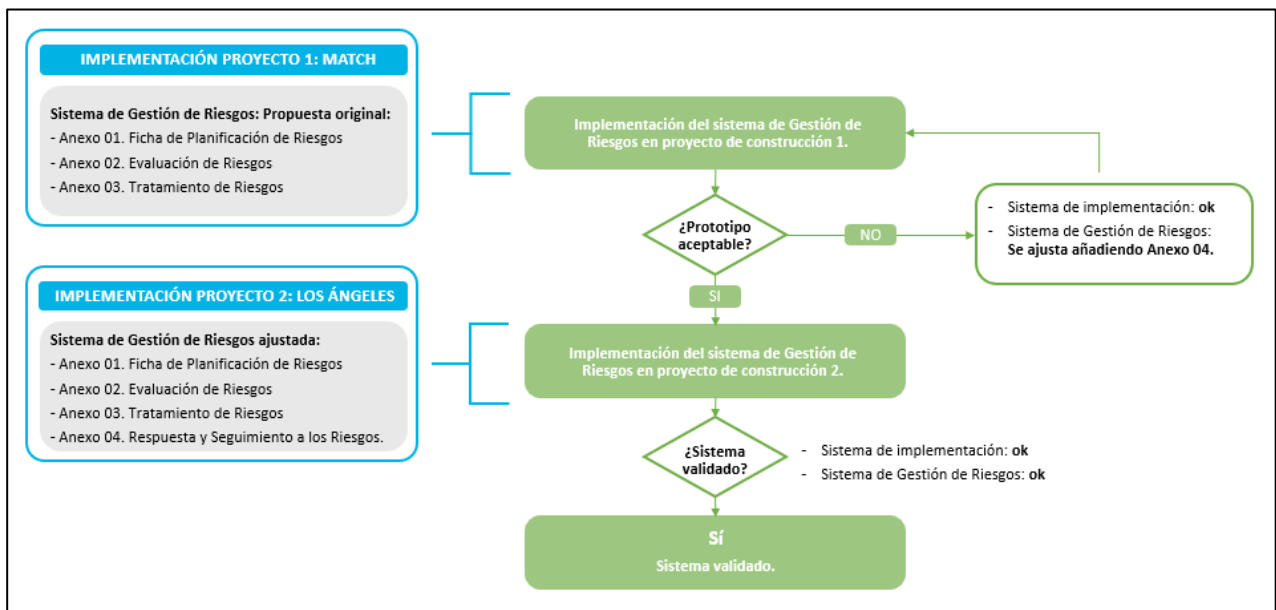 IMPLEMENTACIÓN PROYECTO 1: MATCH
Sistema de Gestión de Riesgos: Propuesta original:
- Anexo 01. Ficha de Planificación de Riesgos
- Anexo 02. Evaluación de Riesgos
- Anexo 03. Tratamiento de Riesgos
Implementación del sistema de Gestión de
Riesgos en proyecto de construcción 1.
¿Prototipo
aceptable?
NO
- Sistema de implementación: ok
- Sistema de Gestión de Riesgos:
Se ajusta añadiendo Anexo 04.
SI
IMPLEMENTACIÓN PROYECTO 2: LOS ÁNGELES
Sistema de Gestión de Riesgos ajustada:
- Anexo 01. Ficha de Planificación de Riesgos
- Anexo 02. Evaluación de Riesgos
- Anexo 03. Tratamiento de Riesgos
- Anexo 04. Respuesta y Seguimiento a los Riesgos.
Implementación del sistema de Gestión de
Riesgos en proyecto de construcción 2.
¿Sistema
validado?
- Sistema de implementación: ok
- Sistema de Gestión de Riesgos: ok
Sí
Sistema validado.